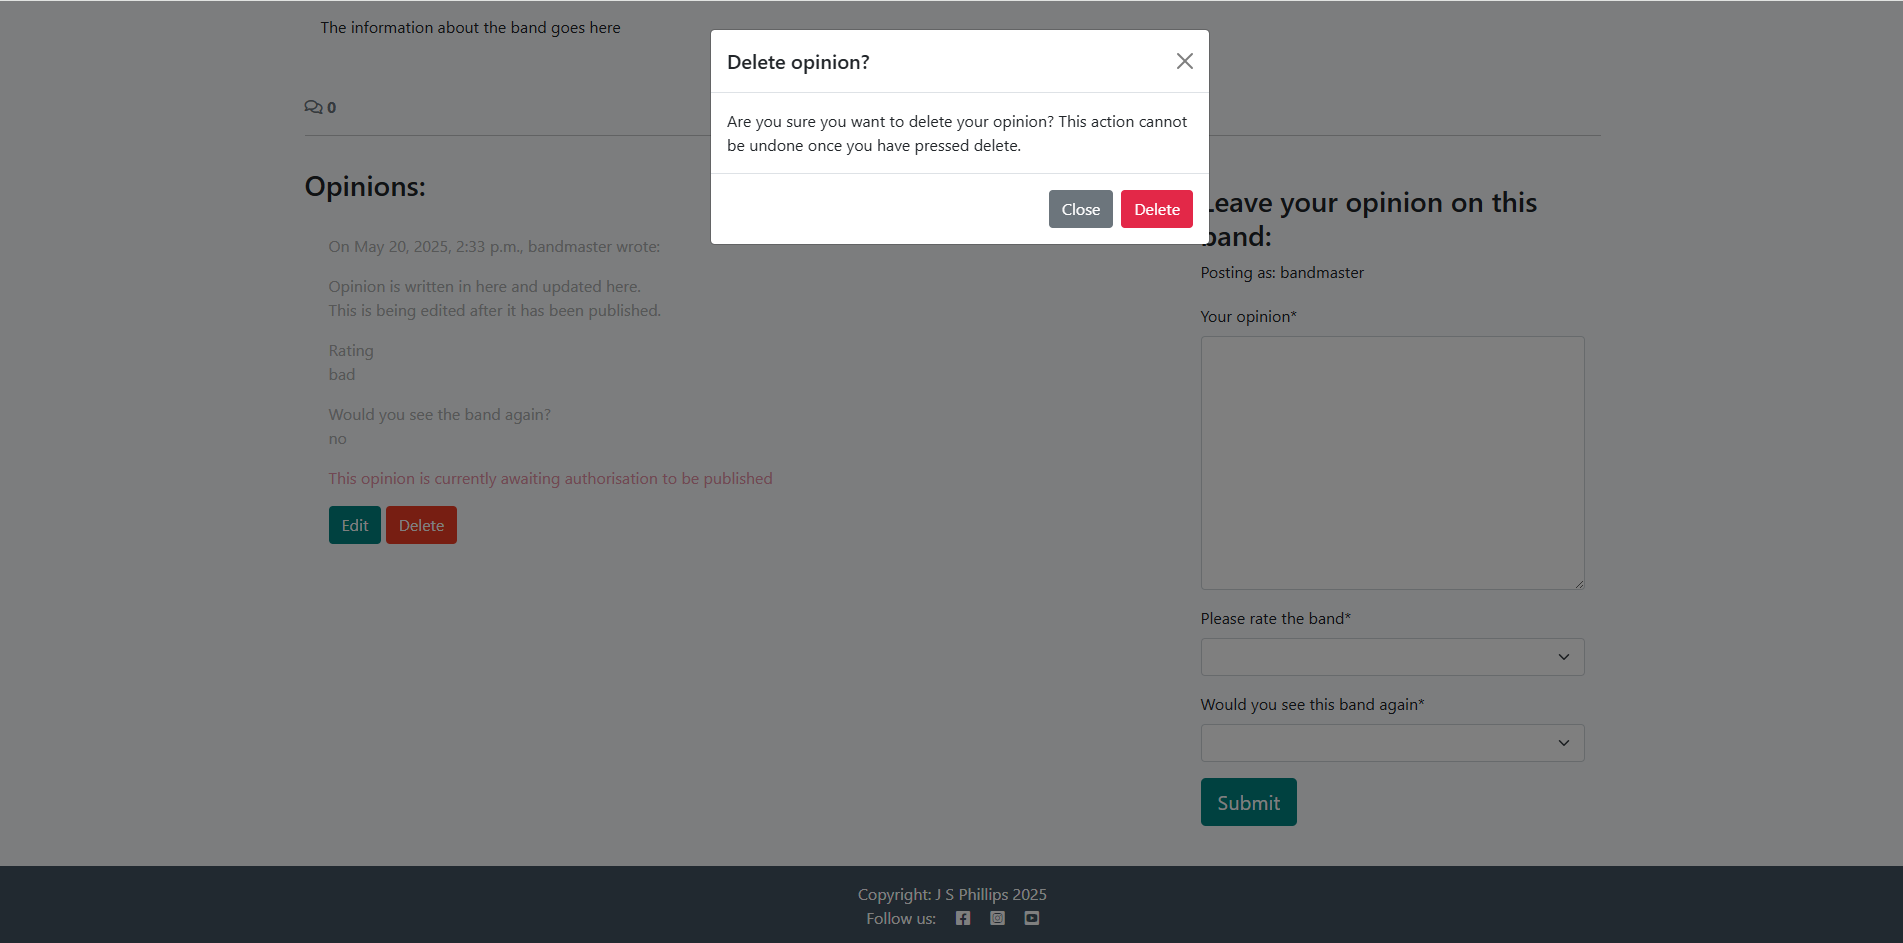 The information about the band goes here
0
Delete opinion?
Are you sure you want to delete your opinion? This action cannot
be undone once you have pressed delete.
Close Delete
Opinions:
On May 20, 2025, 2:33 p.m., bandmaster wrote:
Opinion is written in here and updated here.
This is being edited after it has been published.
Rating
bad
Would you see the band again?
no
This opinion is currently awaiting authorisation to be published
Edit Delete
Leave your opinion on this
band:
Posting as: bandmaster
Your opinion*
Please rate the band*
Would you see this band again*
Submit
Copyright: J S Phillips 2025
Follow us: